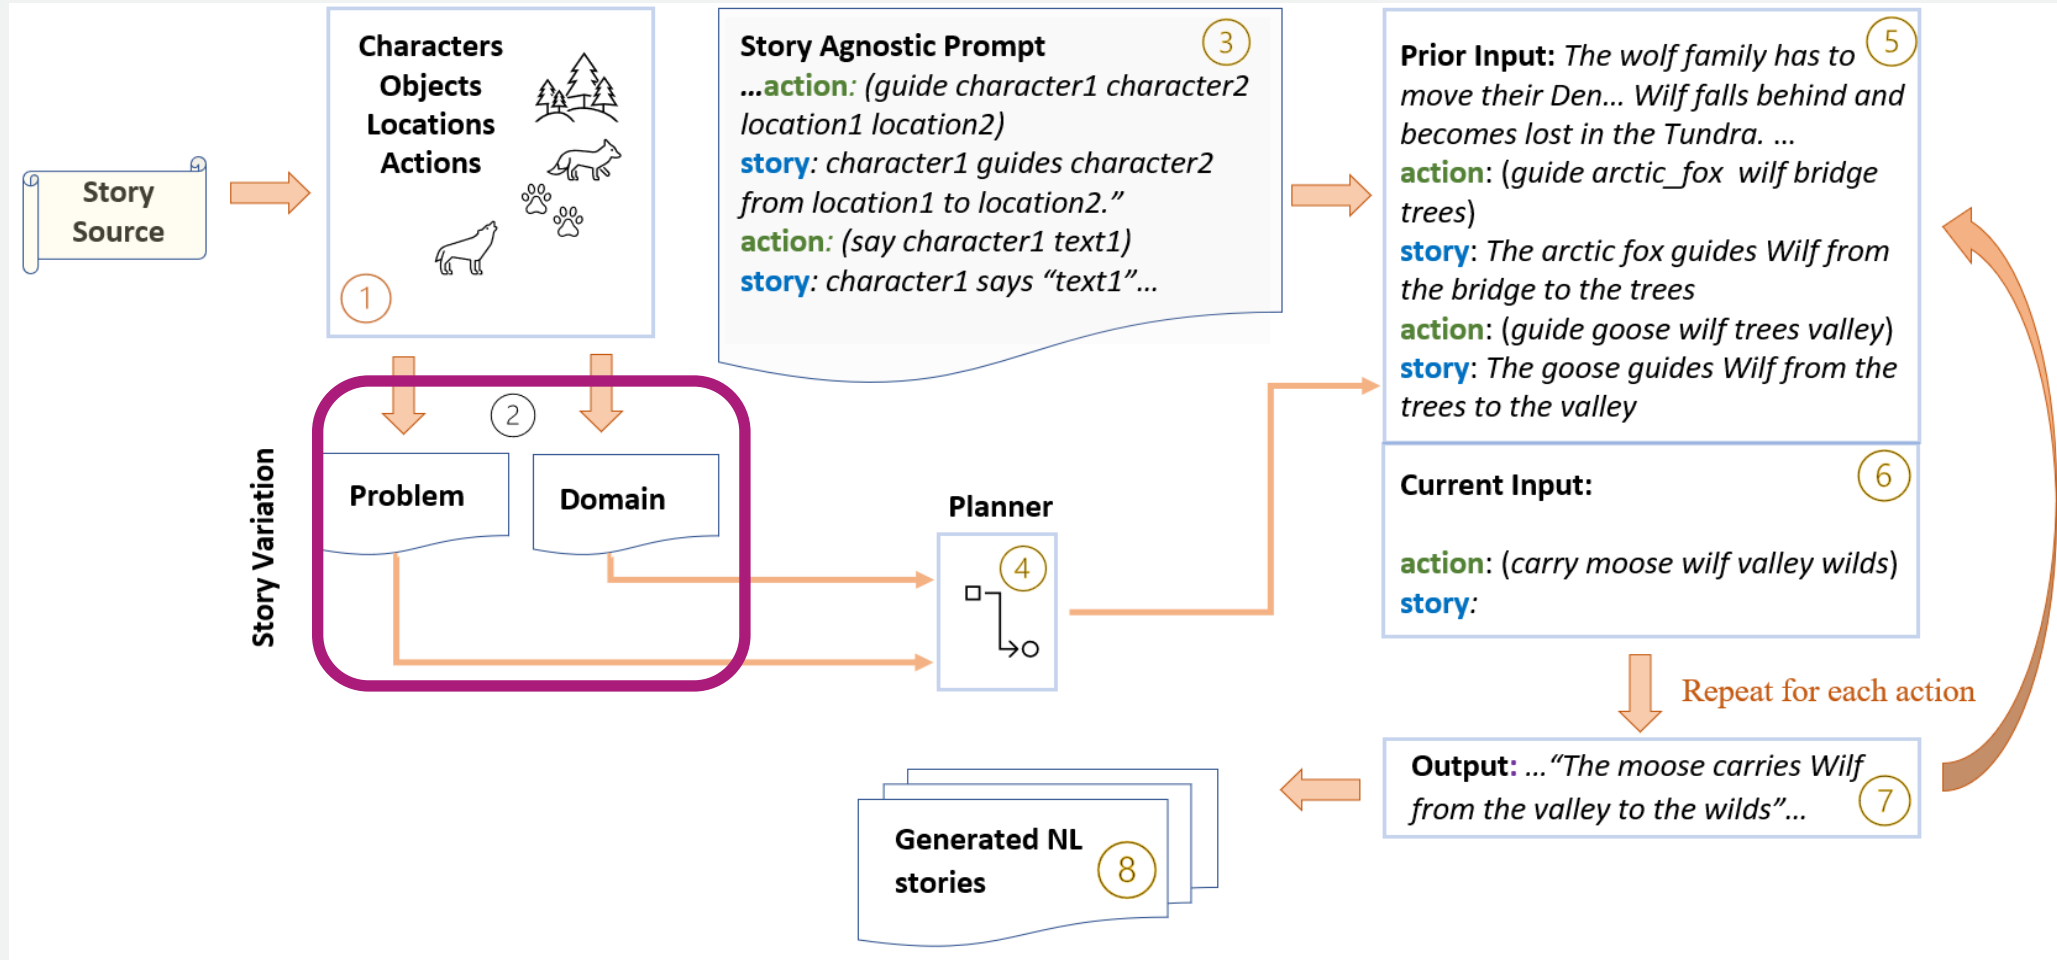 Story
Source
Characters
Objects
Locations
Actions
1
Story Agnostic Prompt
3
...action: (guide character1 character2
location1 location2)
story: character1 guides character2
from location1 to location2.”
action: (say character1 text1)
story: character1 says “text1”...
Prior Input: The wolf family has to
5
move their Den... Wilf falls behind and
becomes lost in the Tundra. ...
action: (guide arctic_fox wilf bridge
trees)
story: The arctic fox guides Wilf from
the bridge to the trees
action: (guide goose wilf trees valley)
story: The goose guides Wilf from the
trees to the valley
Story Variation
2
Problem
Domain
Planner
4
Current Input:
6
action: (carry moose wilf valley wilds)
story:
Repeat for each action
Output: ...“The moose carries Wilf
from the valley to the wilds”...
7
Generated NL
stories
8